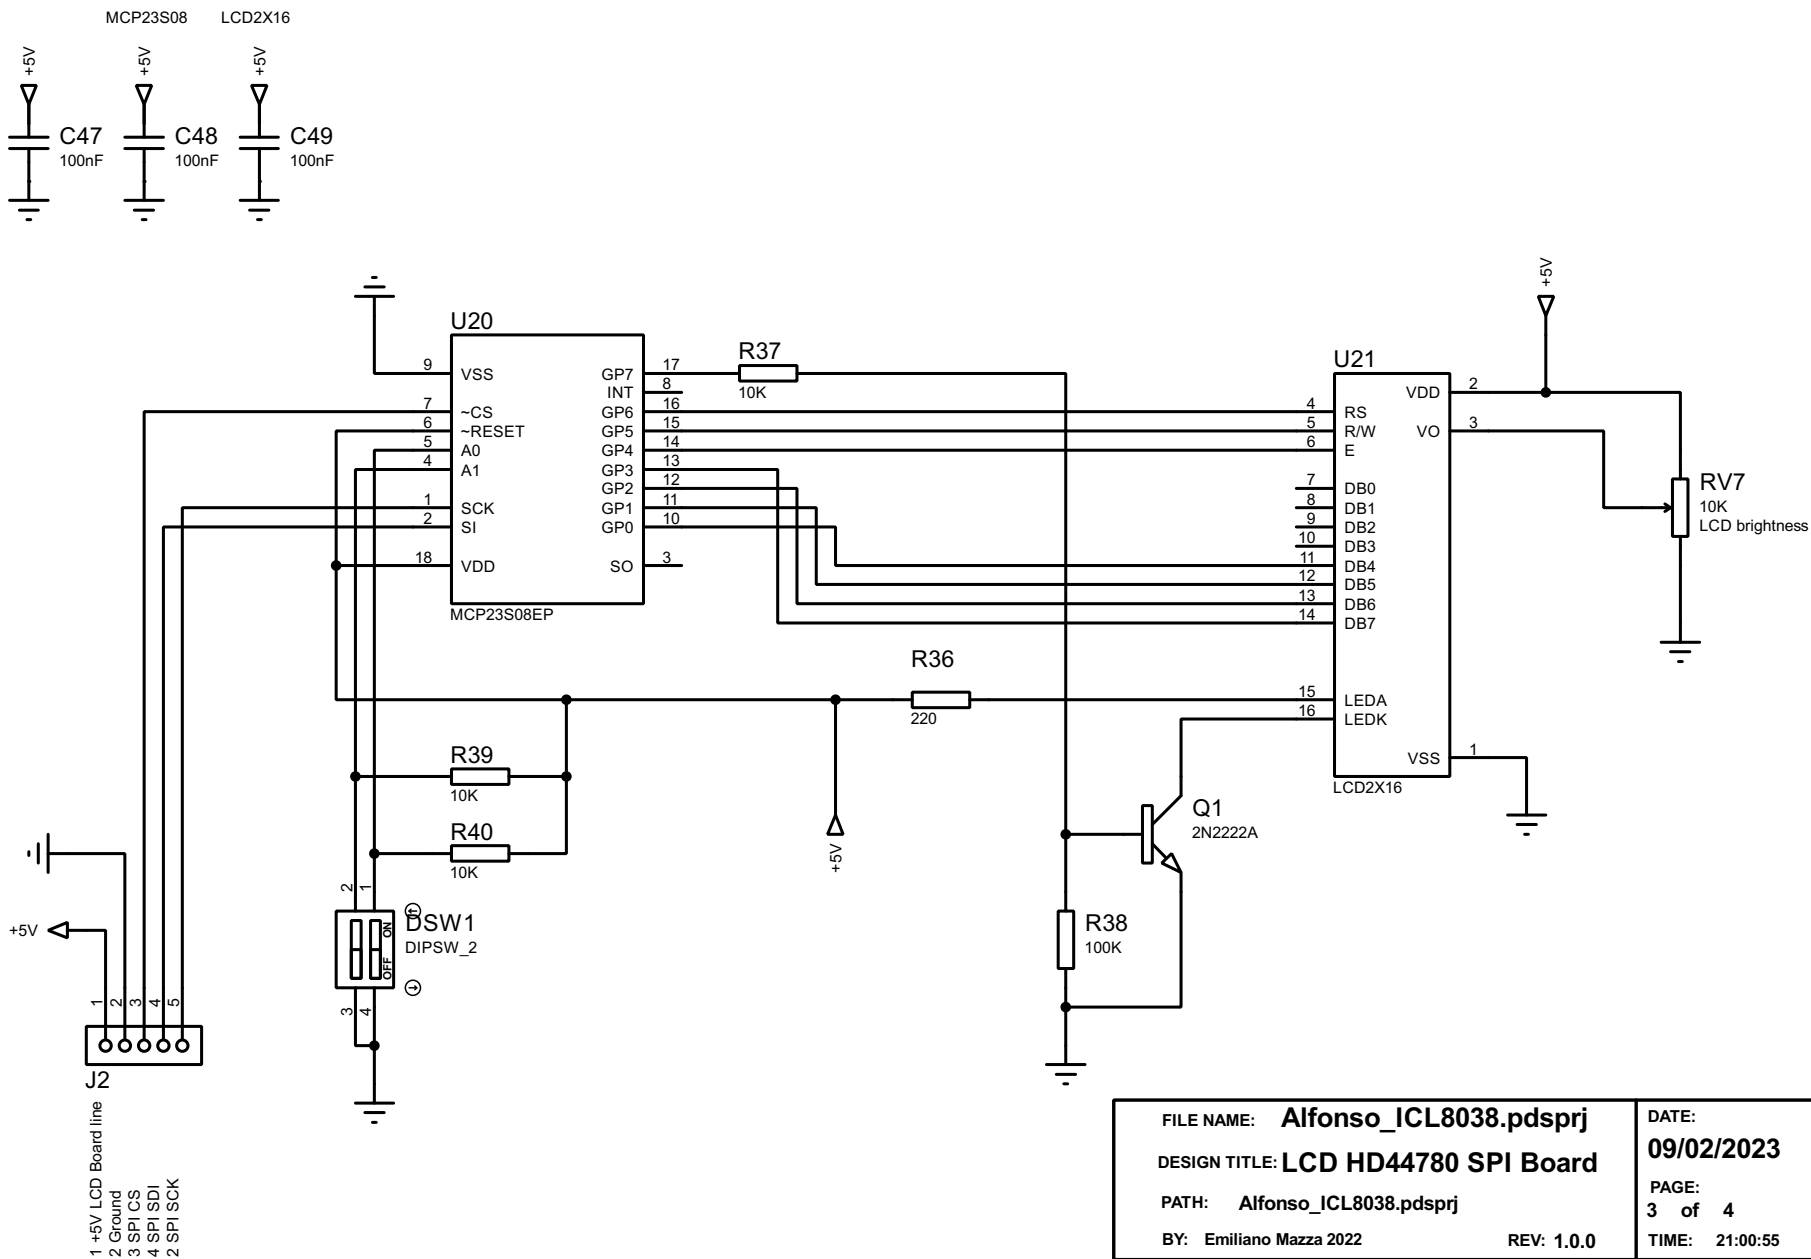 MCP23S08 LCD2X16
+5V +5V +5V
C47 C48 C49
100nF 100nF 100nF
+5V
U20
9 VSS
7 ~CS
6 ~RESET
5 A0
4 A1
1 SCK
2 SI
18 VDD
GP7 17
INT 8
GP6 16
GP5 15
GP4 14
GP3 13
GP2 12
GP1 11
GP0 10
SO 3
MCP23S08EP
R37
10K
U21
4 RS
5 R/W
6 E
7 DB0
8 DB1
9 DB2
10 DB3
11 DB4
12 DB5
13 DB6
14 DB7
15 LEDA
16 LEDK
VDD 2
VO 3
VSS 1
LCD2X16
RV7
10K
LCD brightness
R36
220
R39
10K
R40
10K
+5V
Q1
2N2222A
R38
100K
2 1
DSW1
DIPSW_2
ON
OFF
3 4
+5V
1 2 3 4 5
J2
1 +5V LCD Board line
2 Ground
3 SPI CS
4 SPI SDI
2 SPI SCK
FILE NAME: Alfonso_ICL8038.pdsprj
DESIGN TITLE: LCD HD44780 SPI Board
PATH: Alfonso_ICL8038.pdsprj
BY: Emiliano Mazza 2022 REV: 1.0.0
DATE:
09/02/2023
PAGE:
3 of 4
TIME: 21:00:55